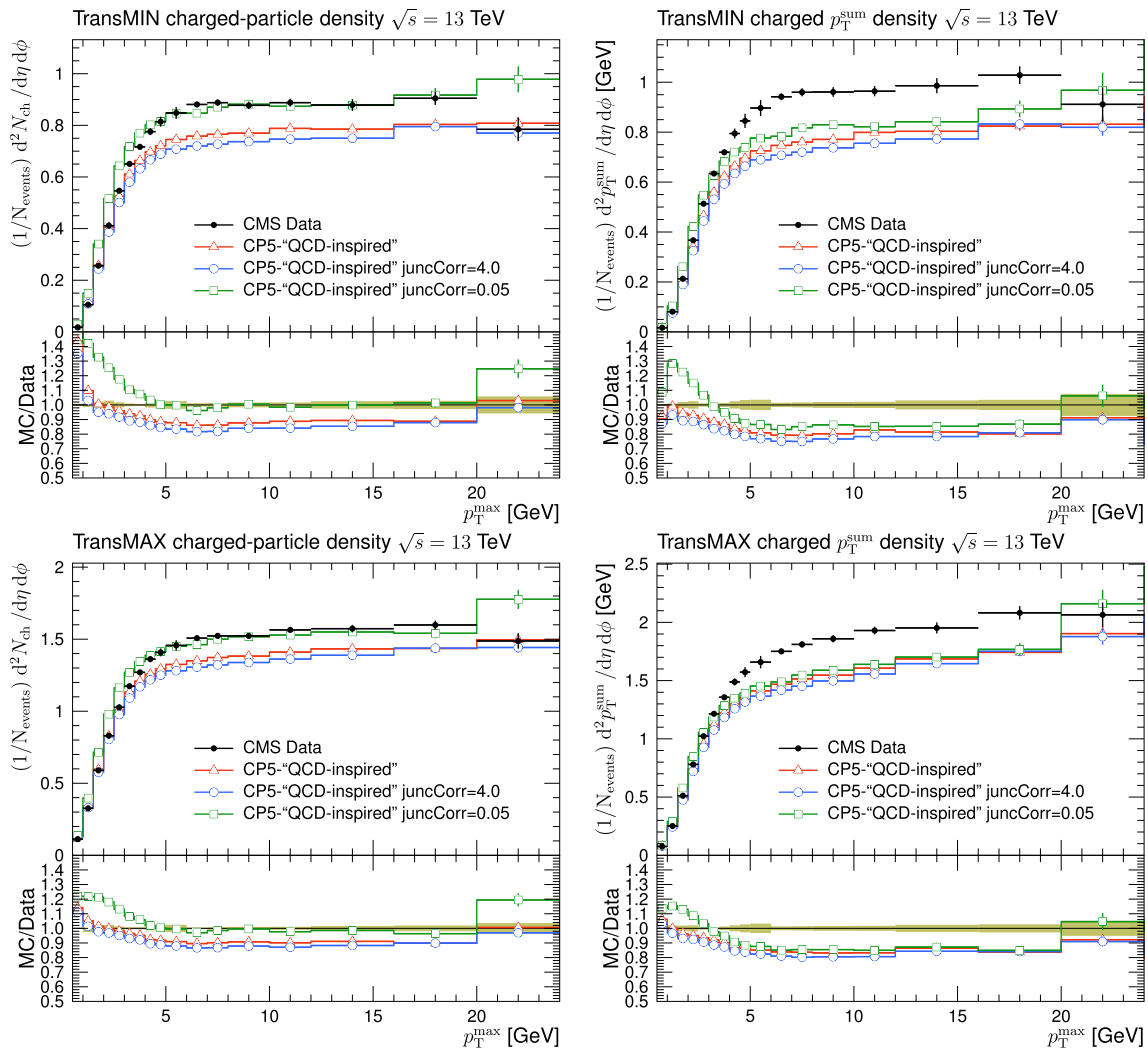 TransMIN charged-particle density √s = 13 TeV
(1/N_events) d²N_ch/dη dϕ
1
0.8
0.6
0.4
0.2
0
CMS Data
CP5-“QCD-inspired”
CP5-“QCD-inspired” juncCorr=4.0
CP5-“QCD-inspired” juncCorr=0.05
MC/Data
1.4
1.3
1.2
1.1
1.0
0.9
0.8
0.7
0.6
0.5
5 10 15 20
p_T^max [GeV]
TransMIN charged p_T^sum density √s = 13 TeV
(1/N_events) d²p_T^sum/dη dϕ [GeV]
1
0.8
0.6
0.4
0.2
0
CMS Data
CP5-“QCD-inspired”
CP5-“QCD-inspired” juncCorr=4.0
CP5-“QCD-inspired” juncCorr=0.05
MC/Data
1.4
1.3
1.2
1.1
1.0
0.9
0.8
0.7
0.6
0.5
5 10 15 20
p_T^max [GeV]
TransMAX charged-particle density √s = 13 TeV
(1/N_events) d²N_ch/dη dϕ
2
1.5
1
0.5
0
CMS Data
CP5-“QCD-inspired”
CP5-“QCD-inspired” juncCorr=4.0
CP5-“QCD-inspired” juncCorr=0.05
MC/Data
1.4
1.3
1.2
1.1
1.0
0.9
0.8
0.7
0.6
0.5
5 10 15 20
p_T^max [GeV]
TransMAX charged p_T^sum density √s = 13 TeV
(1/N_events) d²p_T^sum/dη dϕ [GeV]
2.5
2
1.5
1
0.5
0
CMS Data
CP5-“QCD-inspired”
CP5-“QCD-inspired” juncCorr=4.0
CP5-“QCD-inspired” juncCorr=0.05
MC/Data
1.4
1.3
1.2
1.1
1.0
0.9
0.8
0.7
0.6
0.5
5 10 15 20
p_T^max [GeV]